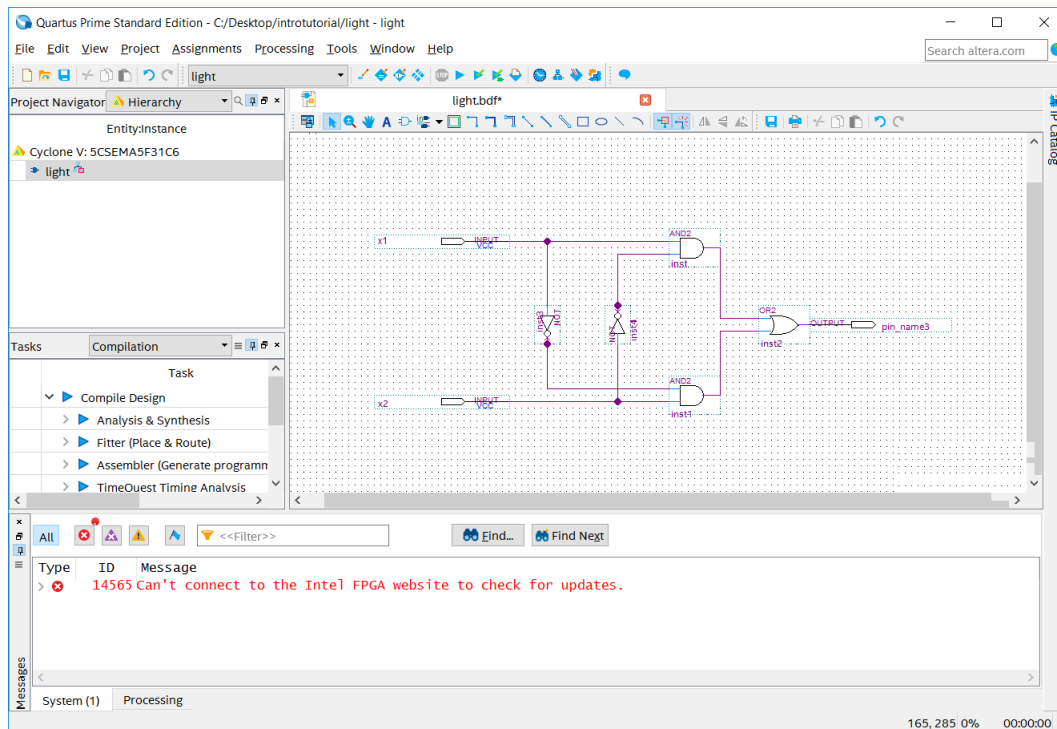 Quartus Prime Standard Edition - C:/Desktop/introtutorial/light - light
File Edit View Project Assignments Processing Tools Window Help
Search altera.com
light
Project Navigator Hierarchy
light.bdf*
Entity:Instance
Cyclone V: 5CSEMA5F31C6
light
IP Catalog
x1 INPUT
VCC
AND2
inst
inst3 NOT
NOT inst4
OR2
OUTPUT pin_name3
inst2
AND2
x2 INPUT
VCC
inst1
Tasks Compilation
Task
Compile Design
Analysis & Synthesis
Fitter (Place & Route)
Assembler (Generate programm
TimeQuest Timing Analysis
All <<Filter>> Find... Find Next
Type ID Message
14565 Can't connect to the Intel FPGA website to check for updates.
Messages
System (1) Processing
165, 285 0% 00:00:00